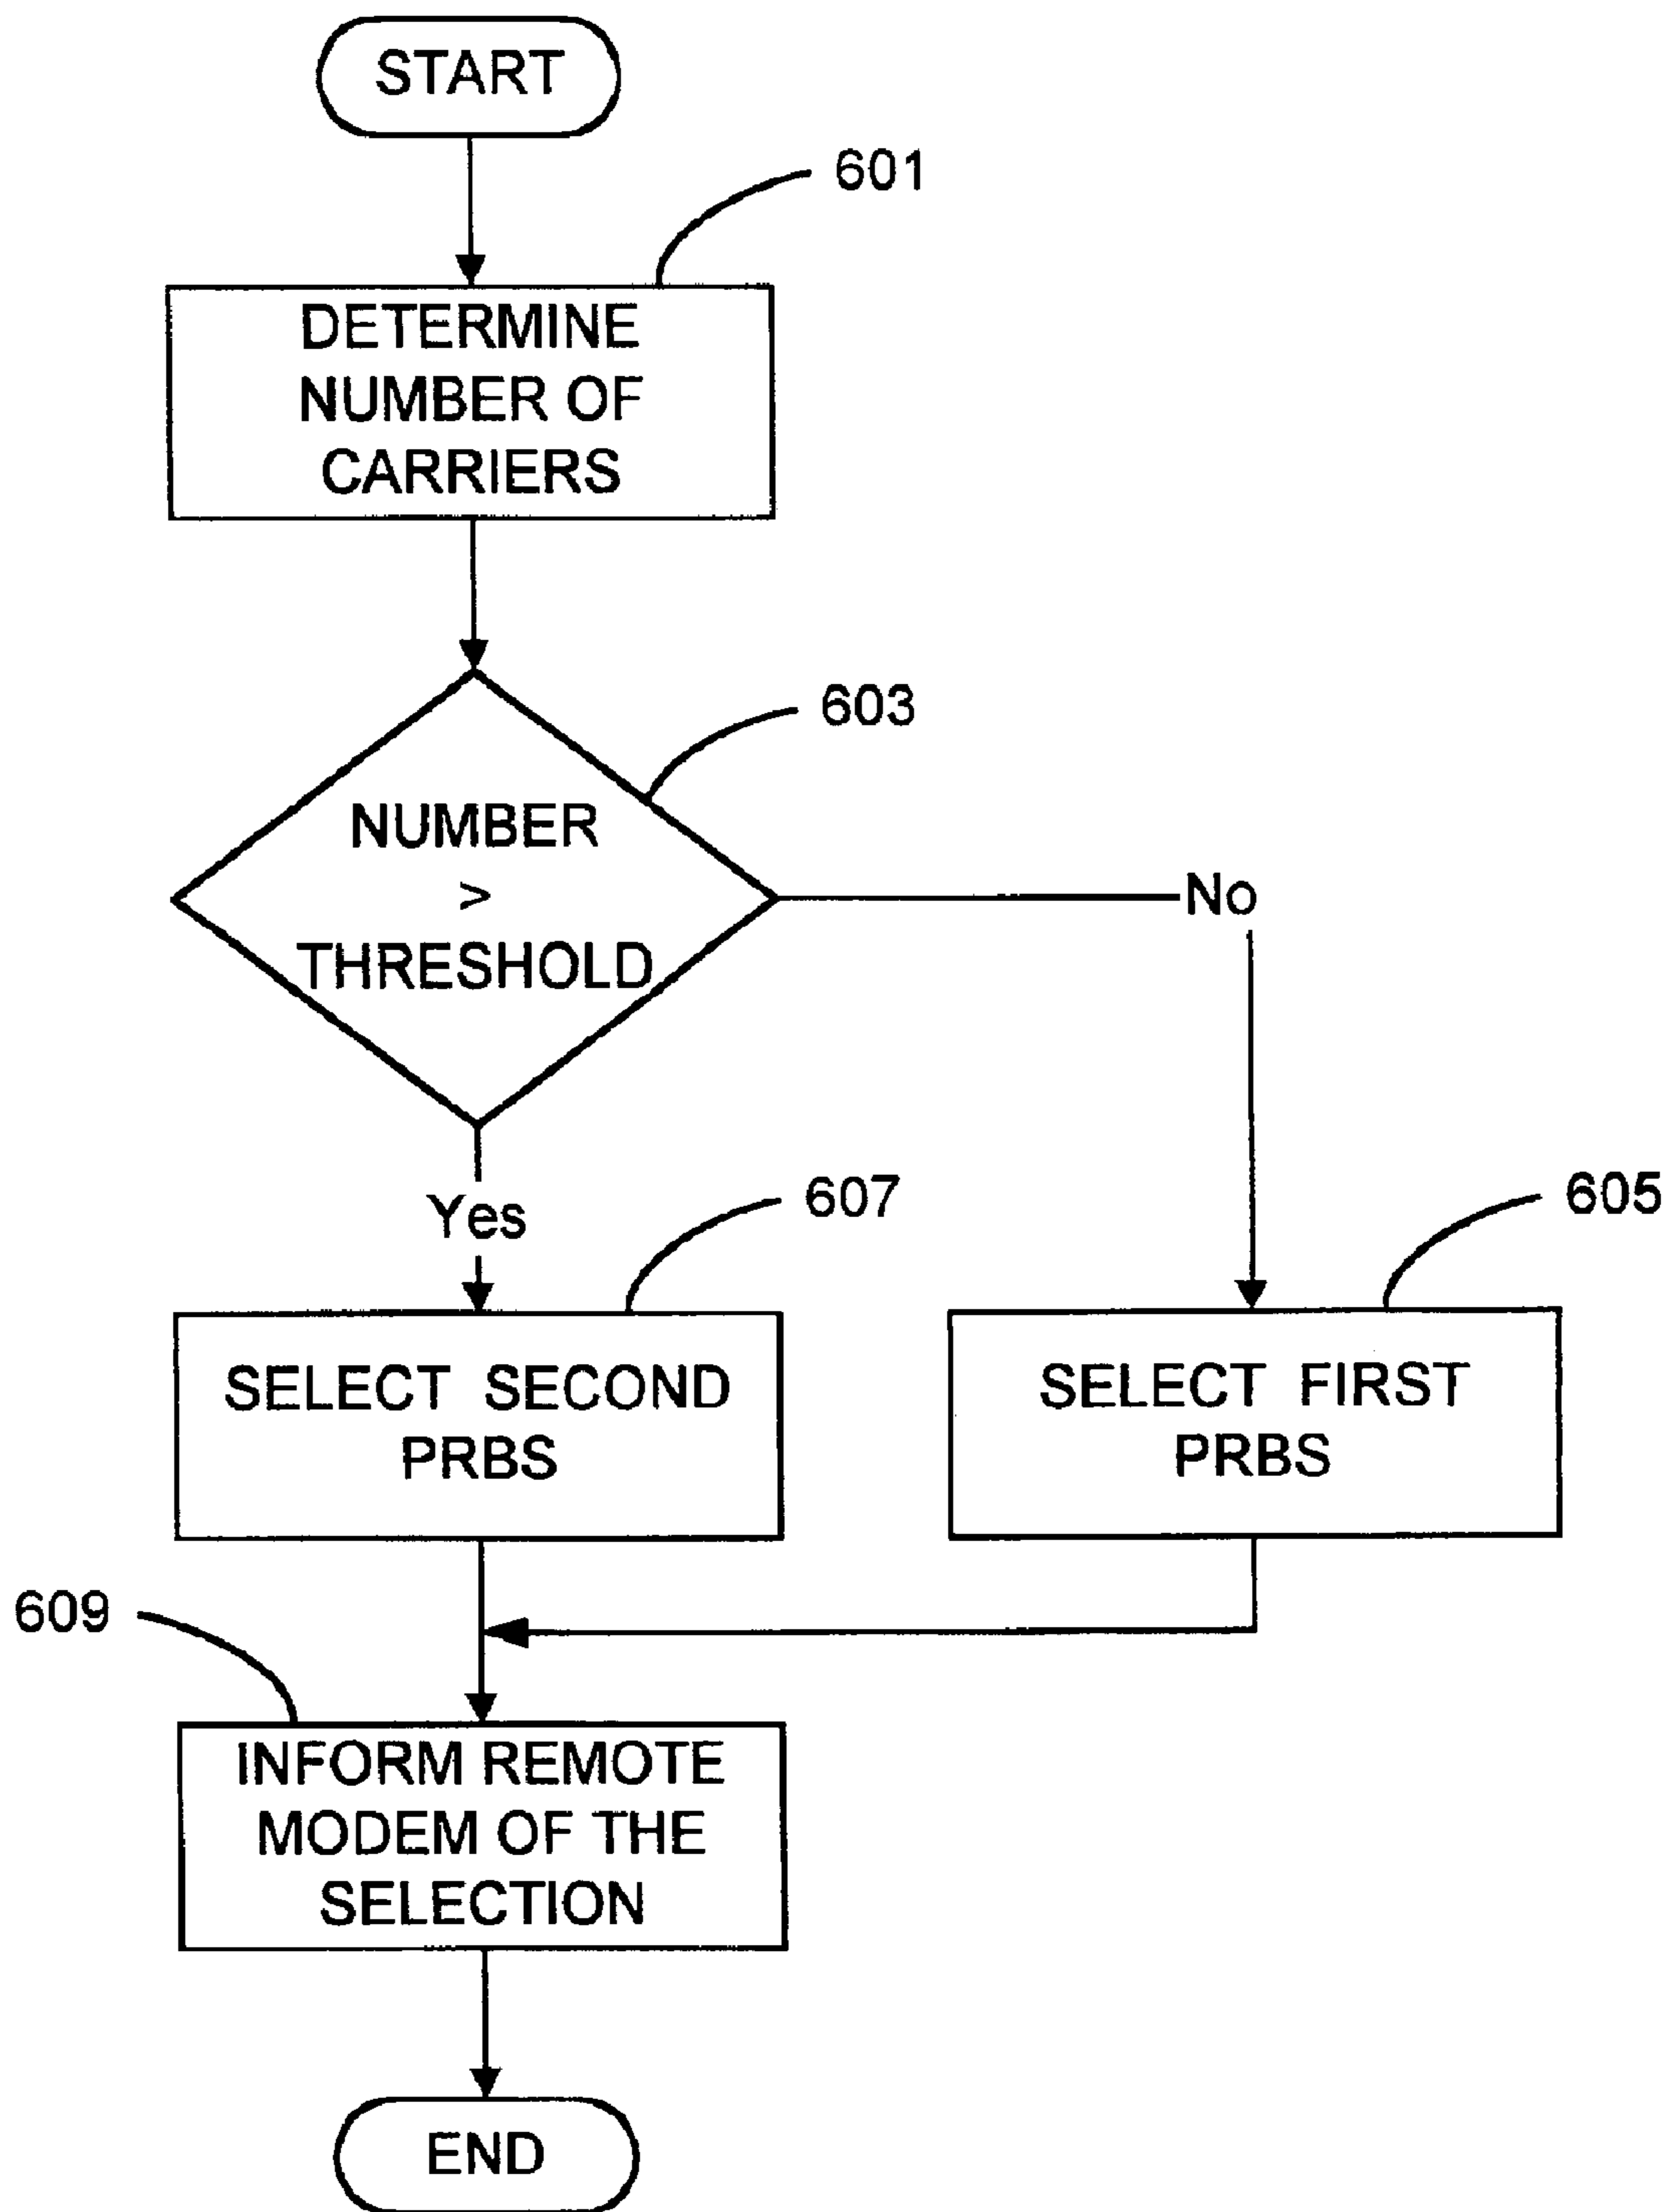 START
601
DETERMINE
NUMBER OF
CARRIERS
603
NUMBER
>
THRESHOLD
No
Yes
607
605
SELECT SECOND
PRBS
SELECT FIRST
PRBS
609
INFORM REMOTE
MODEM OF THE
SELECTION
END